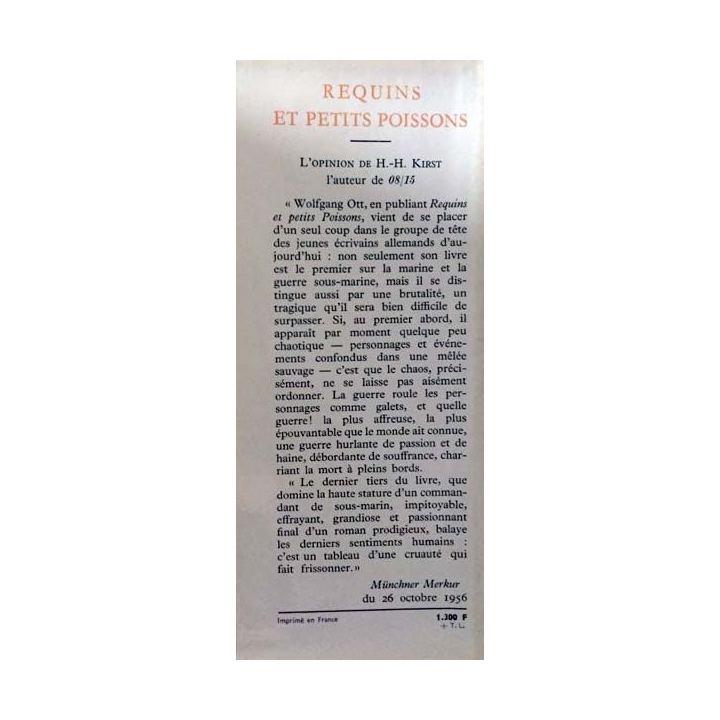 REQUINS
ET PETITS POISSONS
L'OPINION DE H.-H. KIRST
l'auteur de 08/15
« Wolfgang Ott, en publiant Requins
et petits Poissons, vient de se placer
d'un seul coup dans le groupe de tête
des jeunes écrivains allemands d'au-
jourd'hui : non seulement son livre
est le premier sur la marine et la
guerre sous-marine, mais il se dis-
tingue aussi par une brutalité, un
tragique qu'il sera bien difficile de
surpasser. Si, au premier abord, il
apparaît par moment quelque peu
chaotique — personnages et événe-
ments confondus dans une mêlée
sauvage — c'est que le chaos, préci-
sément, ne se laisse pas aisément
ordonner. La guerre roule les per-
sonnages comme galets, et quelle
guerre! la plus affreuse, la plus
épouvantable que le monde ait connue,
une guerre hurlante de passion et de
haine, débordante de souffrance, char-
riant la mort à pleins bords.
« Le dernier tiers du livre, que
domine la haute stature d'un comman-
dant de sous-marin, impitoyable,
effrayant, grandiose et passionnant
final d'un roman prodigieux, balaye
les derniers sentiments humains :
c'est un tableau d'une cruauté qui
fait frissonner.»
Münchner Merkur
du 26 octobre 1956
Imprimé en France
1.300 F
+ T. L.